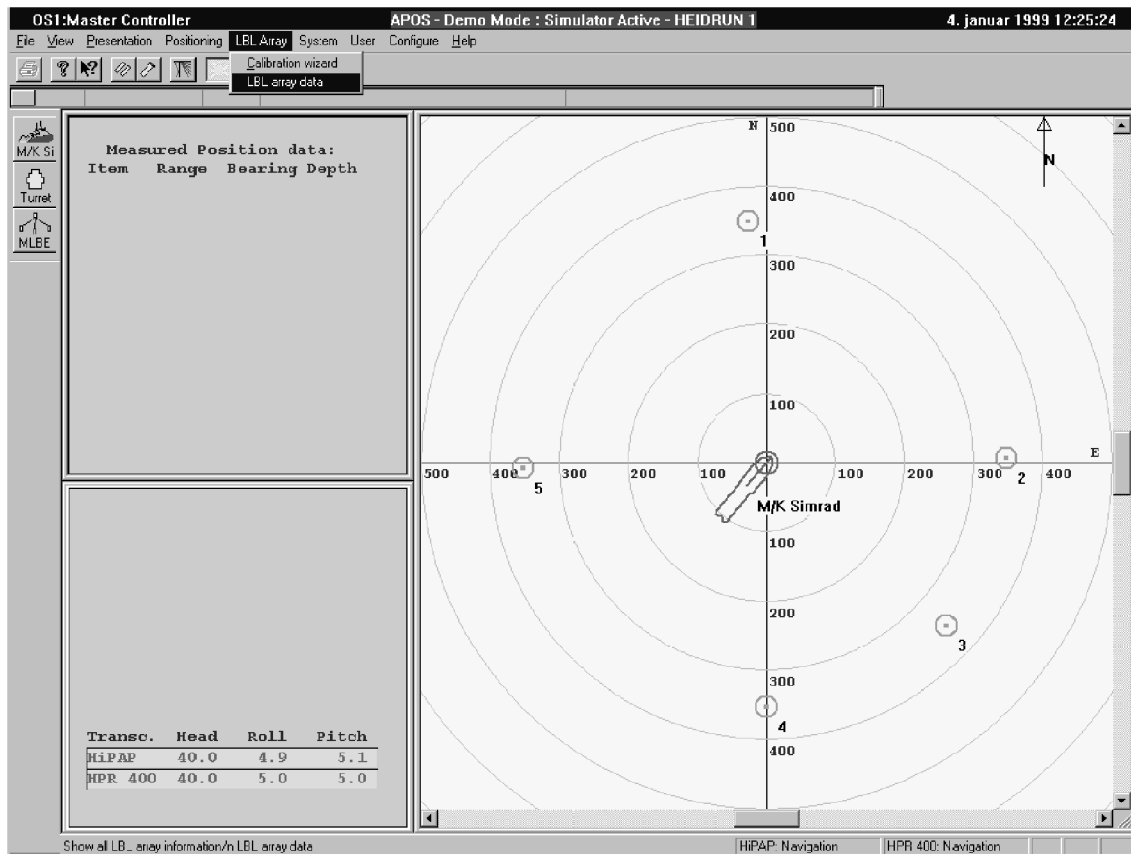 OS1:Master Controller APOS - Demo Mode : Simulator Active - HEIDRUN 1 4. januar 1999 12:25:24
File View Presentation Positioning LBL Array System User Configure Help
Calibration wizard
LBL array data
M/K Si
Turret
MLBE
Measured Position data:
Item Range Bearing Depth
N 500
N
400
1
300
200
100
E
500 400 300 200 100 100 200 300 400
5 2
M/K Simrad
100
200
3
300
4
400
Transc. Head Roll Pitch
HiPAP 40.0 4.9 5.1
HPR 400 40.0 5.0 5.0
Show all LBL array information/n LBL array data HiPAP: Navigation HPR 400: Navigation